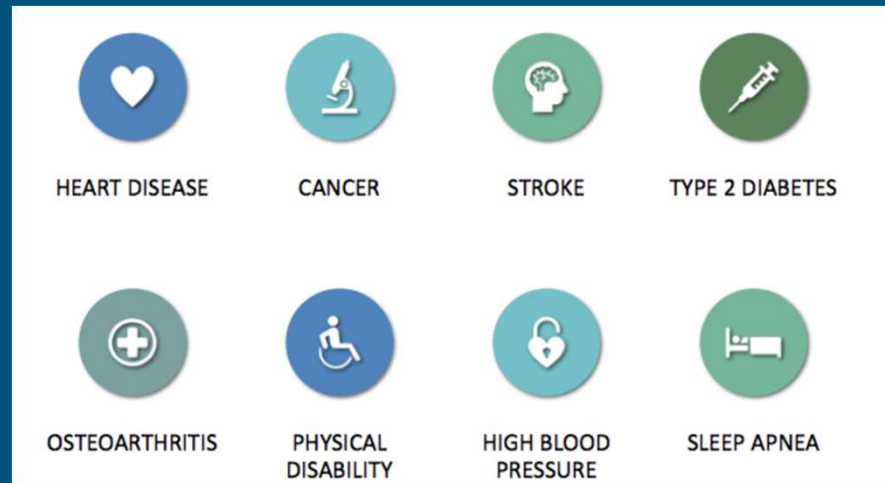 HEART DISEASE
CANCER
STROKE
TYPE 2 DIABETES
OSTEOARTHRITIS
PHYSICAL
DISABILITY
HIGH BLOOD
PRESSURE
SLEEP APNEA